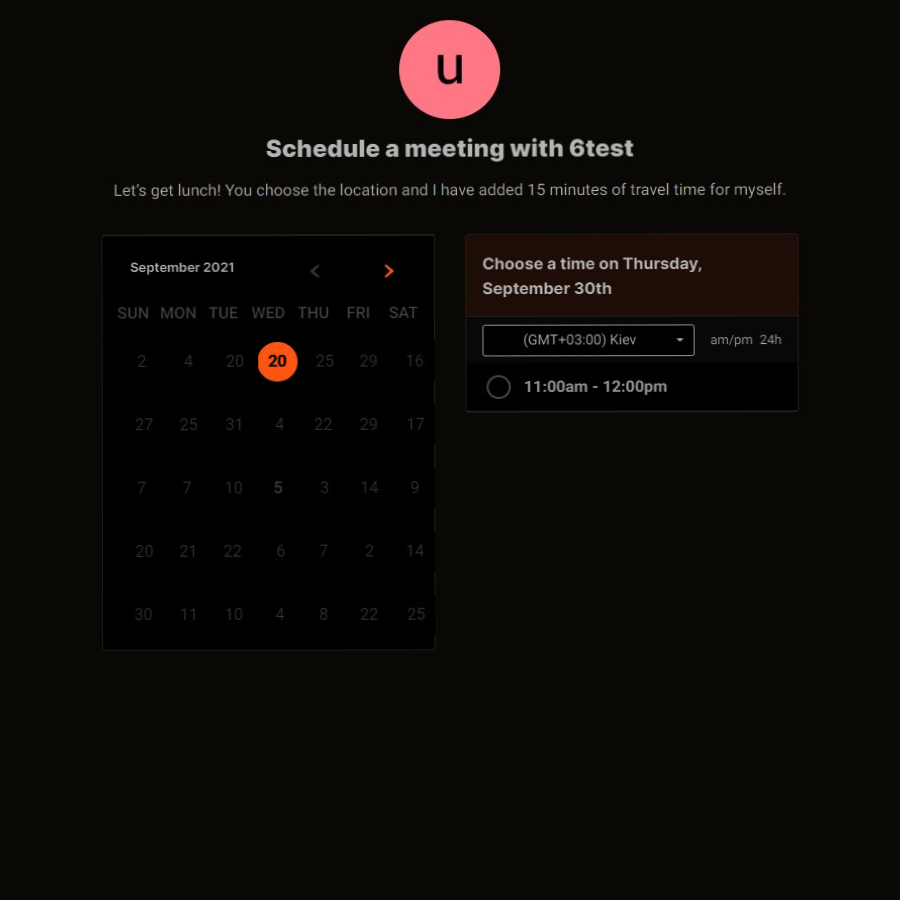 u
Schedule a meeting with 6test
Let's get lunch! You choose the location and I have added 15 minutes of travel time for myself.
September 2021
SUN MON TUE WED THU FRI SAT
2 4 20 20 25 29 16
27 25 31 4 22 29 17
7 7 10 5 3 14 9
20 21 22 6 7 2 14
30 11 10 4 8 22 25
Choose a time on Thursday,
September 30th
(GMT+03:00) Kiev am/pm 24h
11:00am - 12:00pm